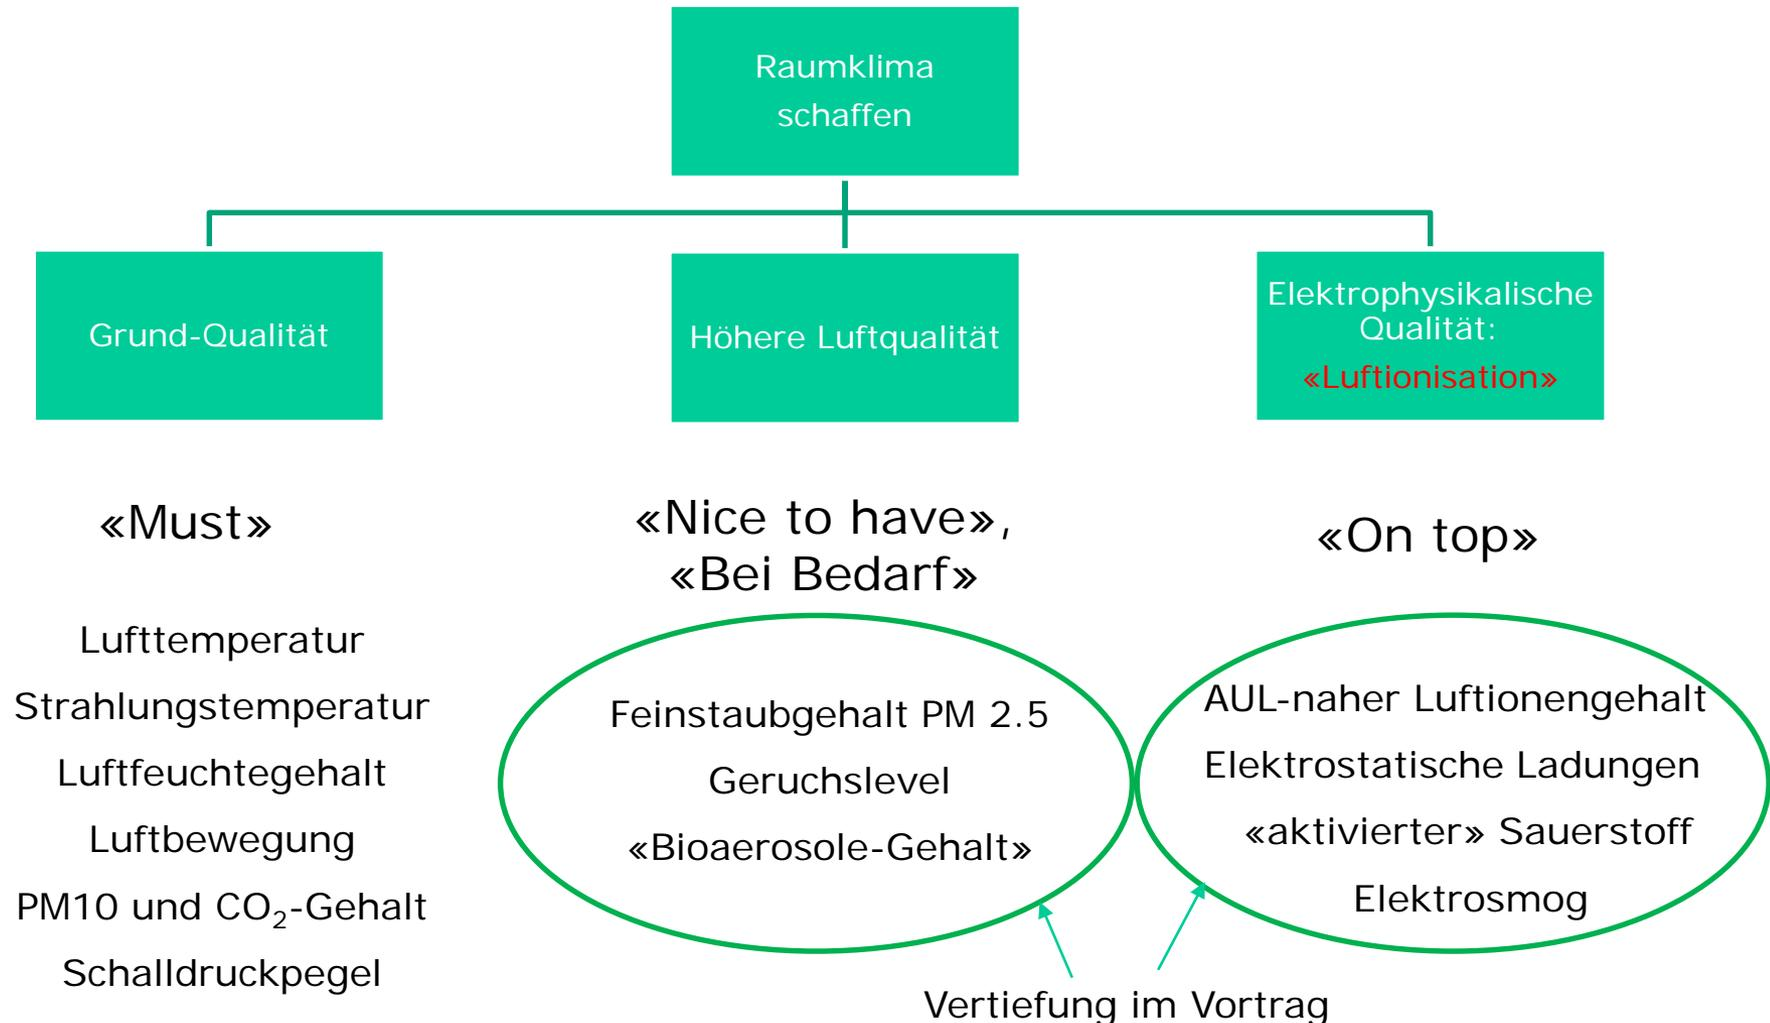 Raumklima
schaffen
Grund-Qualität
Höhere Luftqualität
Elektrophysikalische
Qualität:
«Luftionisation»
«Must»
«Nice to have»,
«Bei Bedarf»
«On top»
Lufttemperatur
Strahlungstemperatur
Luftfeuchtegehalt
Luftbewegung
PM10 und CO₂-Gehalt
Schalldruckpegel
Feinstaubgehalt PM 2.5
Geruchslevel
«Bioaerosole-Gehalt»
AUL-naher Luftionengehalt
Elektrostatische Ladungen
«aktivierter» Sauerstoff
Elektrosmog
Vertiefung im Vortrag